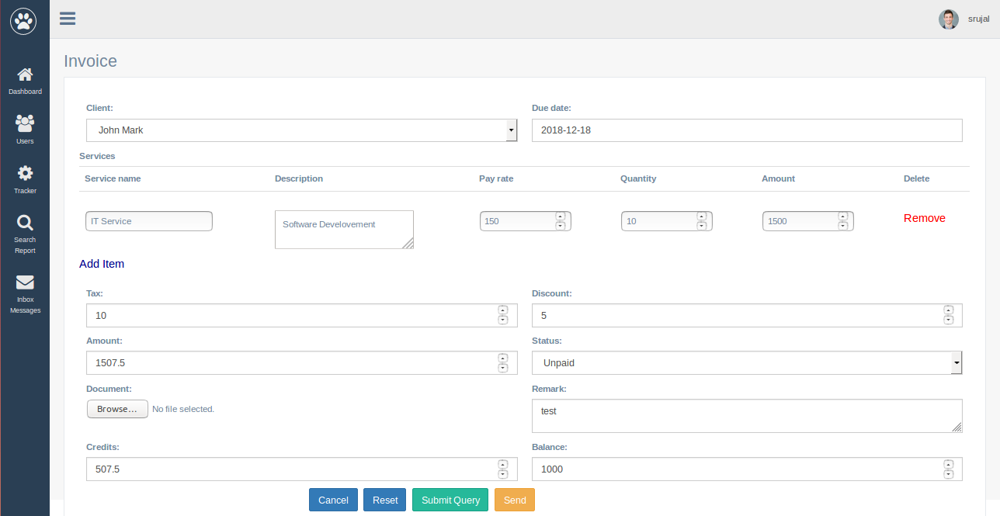 srujal
Dashboard
Users
Tracker
Search
Report
Inbox
Messages
Invoice
Client: Due date:
John Mark 2018-12-18
Services
Service name Description Pay rate Quantity Amount Delete
IT Service Software Develovement 150 10 1500 Remove
Add Item
Tax: Discount:
10 5
Amount: Status:
1507.5 Unpaid
Document: Remark:
Browse... No file selected. test
Credits: Balance:
507.5 1000
Cancel Reset Submit Query Send